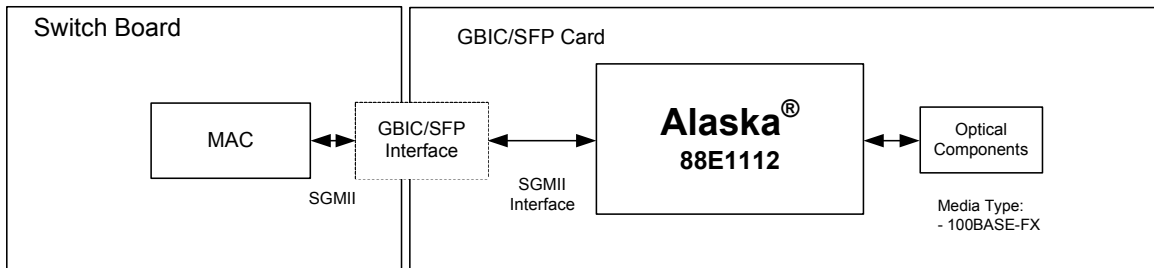 Switch Board
GBIC/SFP Card
MAC
GBIC/SFP
Interface
Alaska®
88E1112
Optical
Components
SGMII
SGMII
Interface
Media Type:
- 100BASE-FX